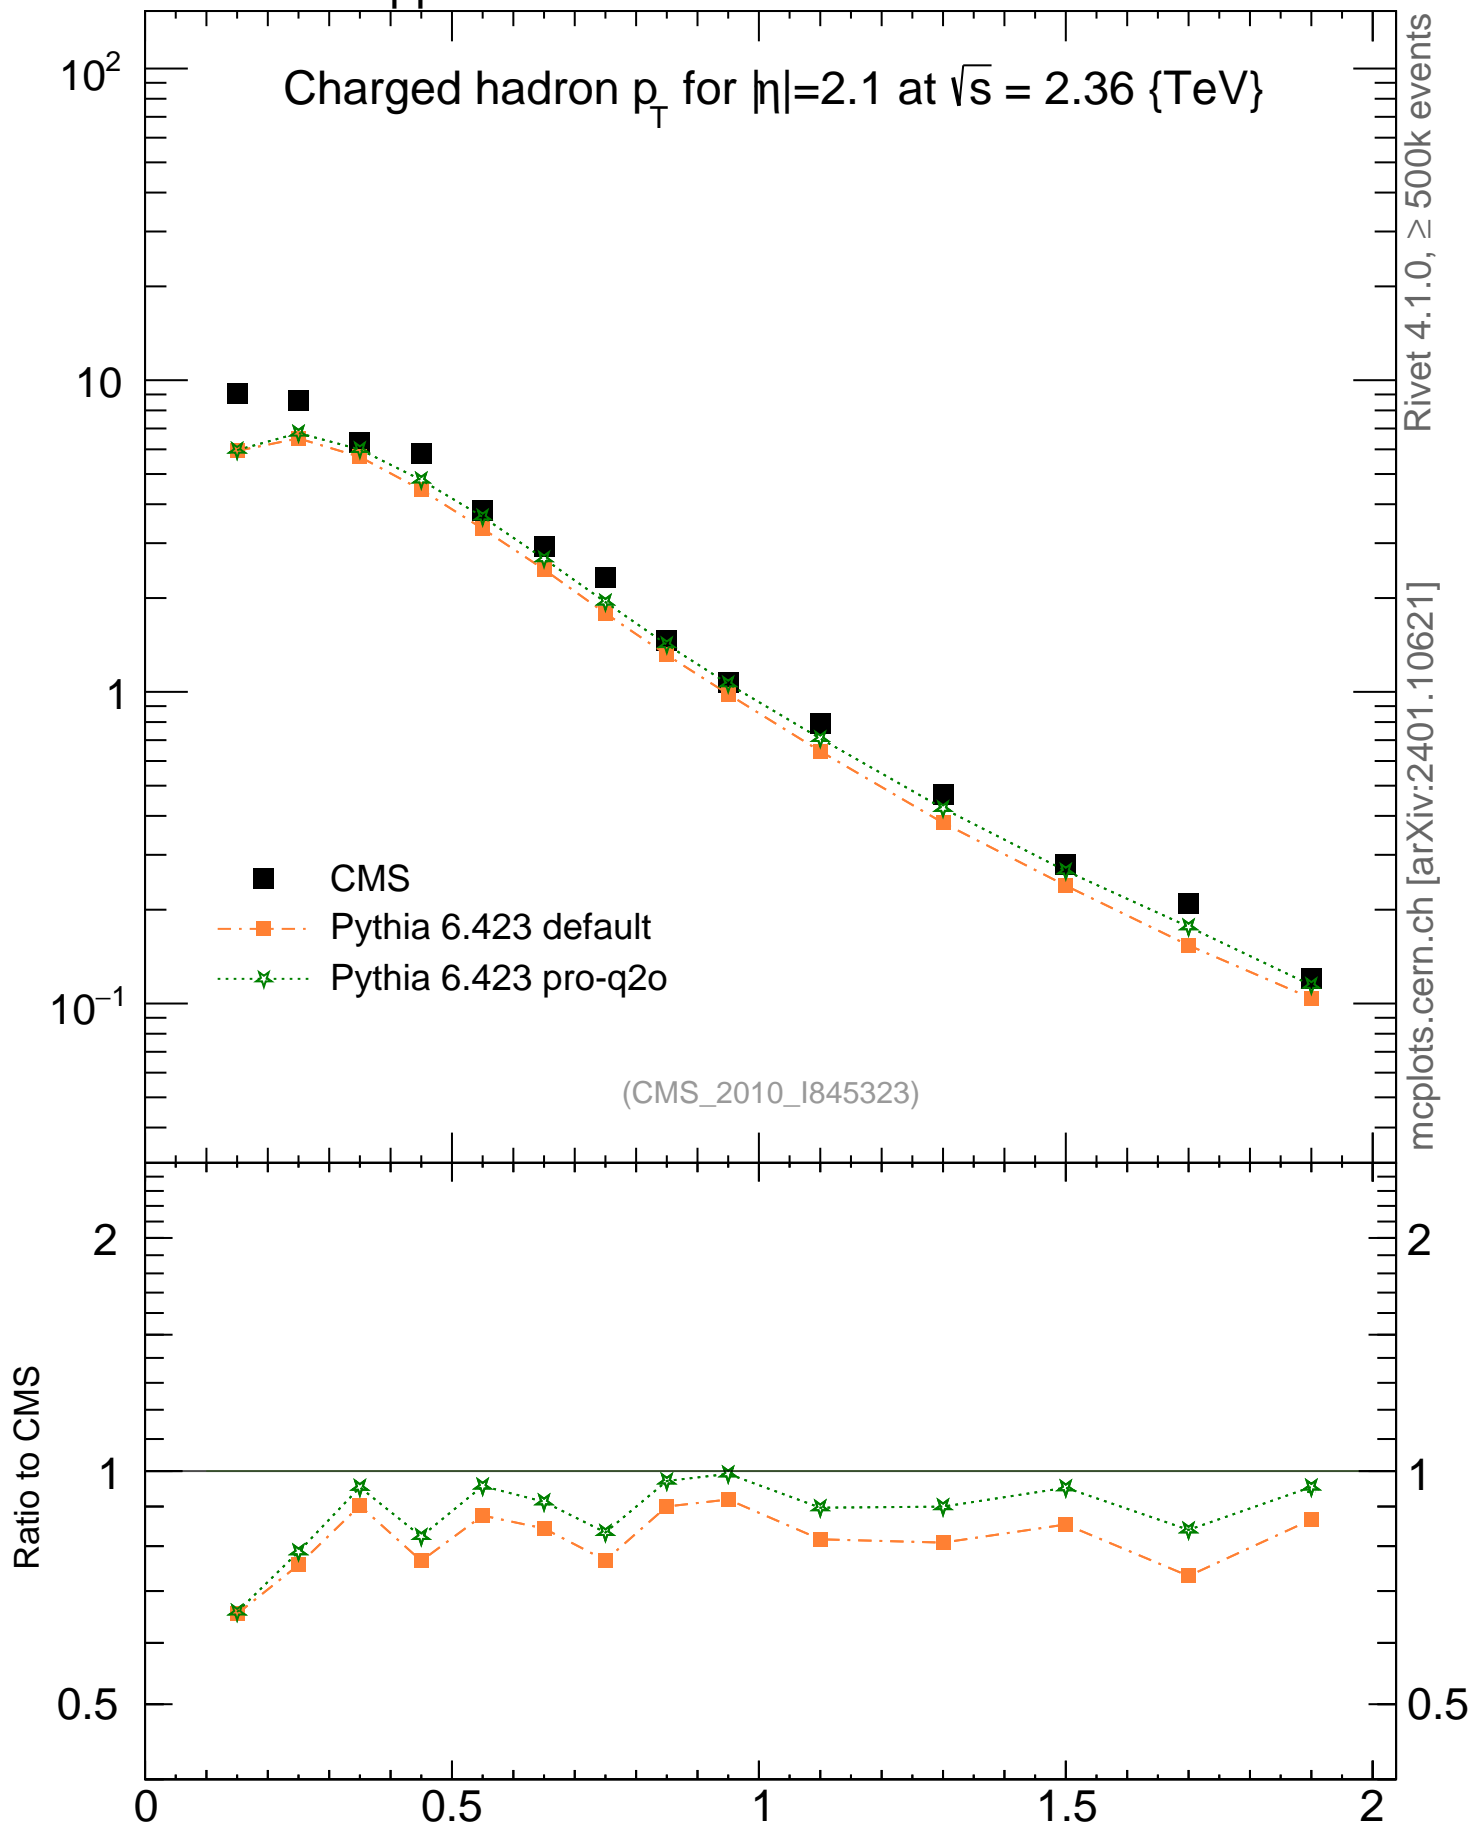 Charged hadron p_T for |η|=2.1 at √s = 2.36 {TeV}
10²
10
1
10⁻¹
CMS
Pythia 6.423 default
Pythia 6.423 pro-q2o
(CMS_2010_I845323)
Rivet 4.1.0, ≥ 500k events
mcplots.cern.ch [arXiv:2401.10621]
Ratio to CMS
2
1
0.5
2
1
0.5
0
0.5
1
1.5
2